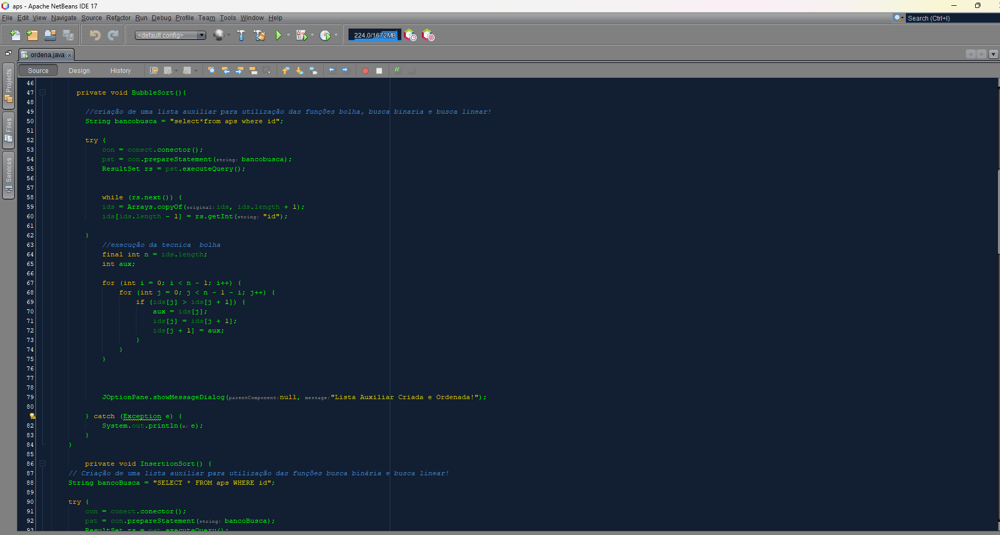 aps - Apache NetBeans IDE 17
File Edit View Navigate Source Refactor Run Debug Profile Team Tools Window Help
Search (Ctrl+I)
<default config>
224,0/1672MB
ordena.java
Source Design History
Projects
Files
Services
46
47 private void BubbleSort(){
48
49 //criação de uma lista auxiliar para utilização das funções bolha, busca binaria e busca linear!
50 String bancobusca = "select*from aps where id";
51
52 try {
53 con = conect.conector();
54 pst = con.prepareStatement(string: bancobusca);
55 ResultSet rs = pst.executeQuery();
56
57
58 while (rs.next()) {
59 ids = Arrays.copyOf(original: ids, ids.length + 1);
60 ids[ids.length - 1] = rs.getInt(string: "id");
61
62 }
63 //execução da tecnica  bolha
64 final int n = ids.length;
65 int aux;
66
67 for (int i = 0; i < n - 1; i++) {
68 for (int j = 0; j < n - 1 - i; j++) {
69 if (ids[j] > ids[j + 1]) {
70 aux = ids[j];
71 ids[j] = ids[j + 1];
72 ids[j + 1] = aux;
73 }
74 }
75 }
76
77
78
79 JOptionPane.showMessageDialog(parentComponent: null, message: "Lista Auxiliar Criada e Ordenada!");
80
} catch (Exception e) {
82 System.out.println(x: e);
83 }
84 }
85
86 private void InsertionSort() {
87 // Criação de uma lista auxiliar para utilização das funções busca binária e busca linear!
88 String bancoBusca = "SELECT * FROM aps WHERE id";
89
90 try {
91 con = conect.conector();
92 pst = con.prepareStatement(string: bancoBusca);
93 ResultSet rs = pst.executeQuery();